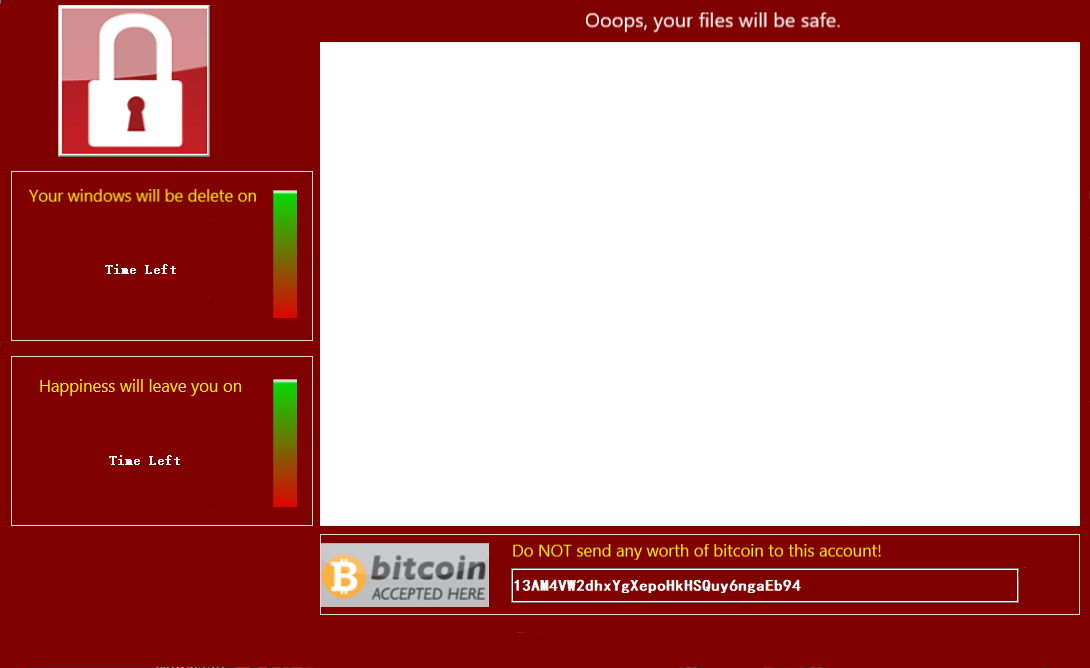 Ooops, your files will be safe.
Your windows will be delete on
Time Left
Happiness will leave you on
Time Left
bitcoin
ACCEPTED HERE
Do NOT send any worth of bitcoin to this account!
13AM4VW2dhxYgXepoHkHSQuy6ngaEb94